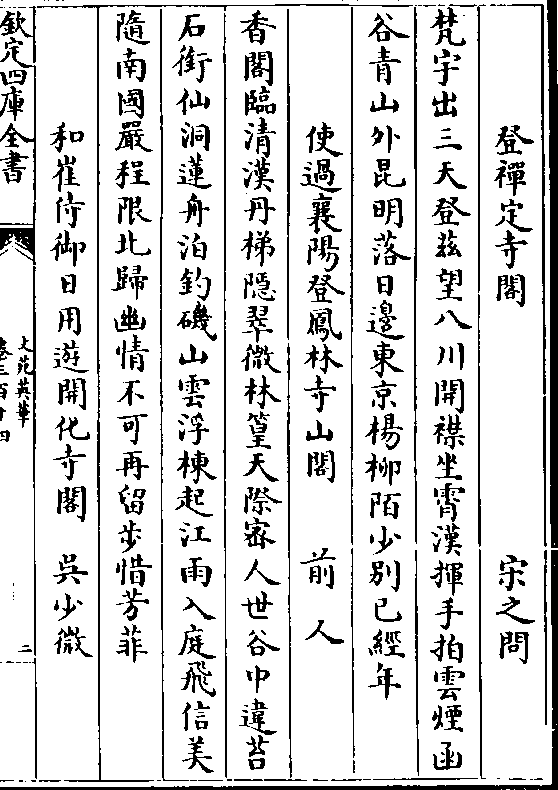 登禪定寺閣　宋之問
梵宇出三天登兹望八川開襟坐霄漢揮手拍雲煙函
谷青山外昆明落日邊東京楊柳陌少別已經年
使過襄陽登鳳林寺山閣　前人
香閣臨清漢丹梯隱翠微林篁天際密人世谷中違苔
石銜仙洞蓮舟泊釣磯山雲浮棟起江雨入庭飛信美
隨南國嚴程限北歸幽情不可再留步惜芳菲
和崔侍御日用遊開化寺閣　吳少微
欽定四庫全書
文苑英華
卷三百十四
二